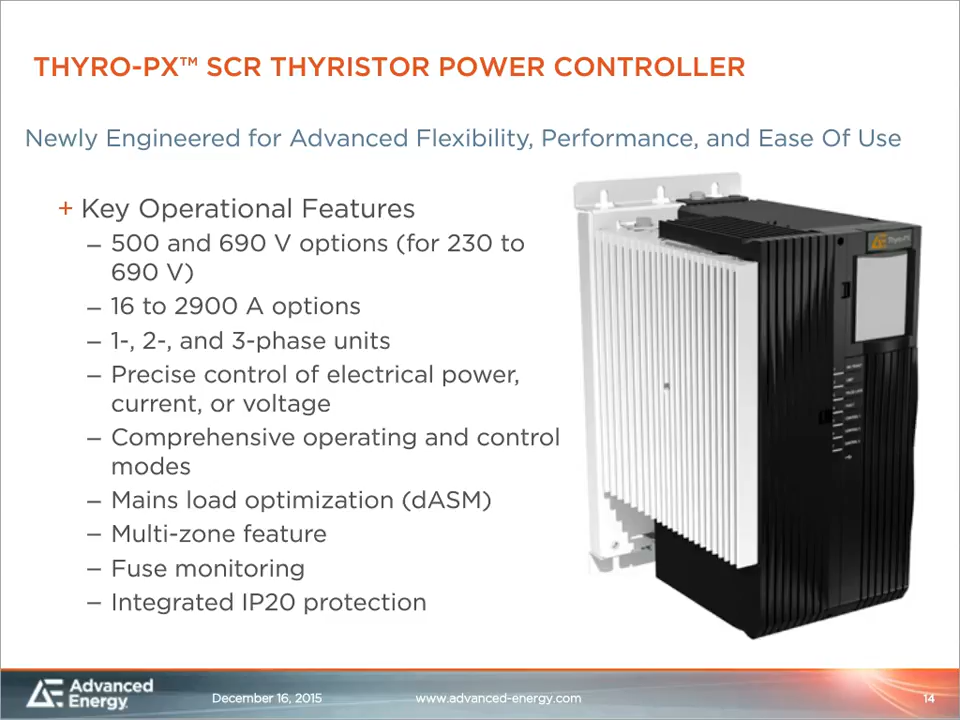 THYRO-PX™ SCR THYRISTOR POWER CONTROLLER
Newly Engineered for Advanced Flexibility, Performance, and Ease Of Use
+ Key Operational Features
– 500 and 690 V options (for 230 to
690 V)
– 16 to 2900 A options
– 1-, 2-, and 3-phase units
– Precise control of electrical power,
current, or voltage
– Comprehensive operating and control
modes
– Mains load optimization (dASM)
– Multi-zone feature
– Fuse monitoring
– Integrated IP20 protection
Thyro-PX
Advanced
Energy
December 16, 2015
www.advanced-energy.com
14